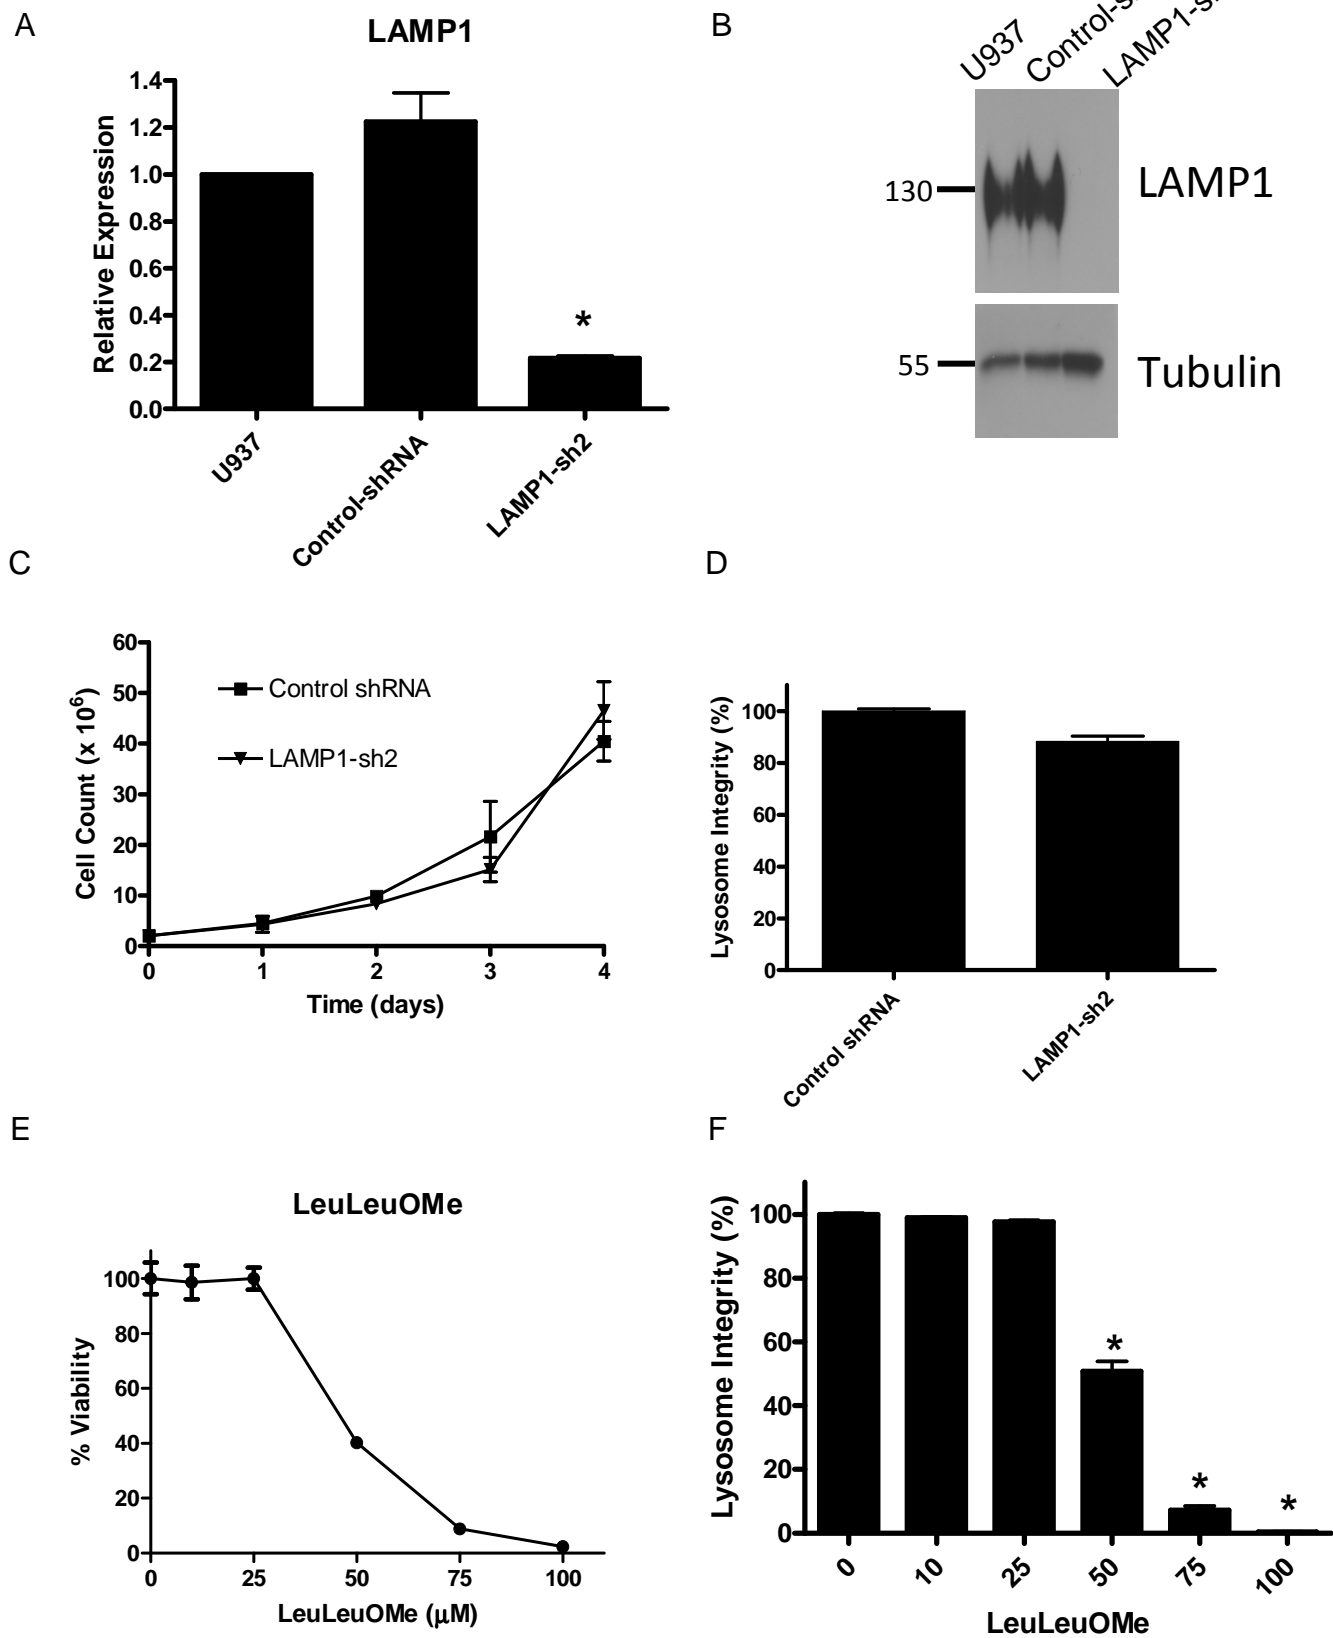 A
LAMP1
1.4
1.2
1.0
0.8
0.6
0.4
0.2
0.0
Relative Expression
U937
Control-shRNA
LAMP1-sh2
*
B
U937
LAMP1
130
Tubulin
55
C
60
50
40
30
20
10
0
Cell Count (x 10⁶)
Control shRNA
LAMP1-sh2
0 1 2 3 4
Time (days)
D
100
80
60
40
20
0
Lysosome Integrity (%)
Control shRNA
LAMP1-sh2
E
LeuLeuOMe
100
80
60
40
20
0
% Viability
0 25 50 75 100
LeuLeuOMe (μM)
F
100
80
60
40
20
0
Lysosome Integrity (%)
* * *
0 10 25 50 75 100
LeuLeuOMe